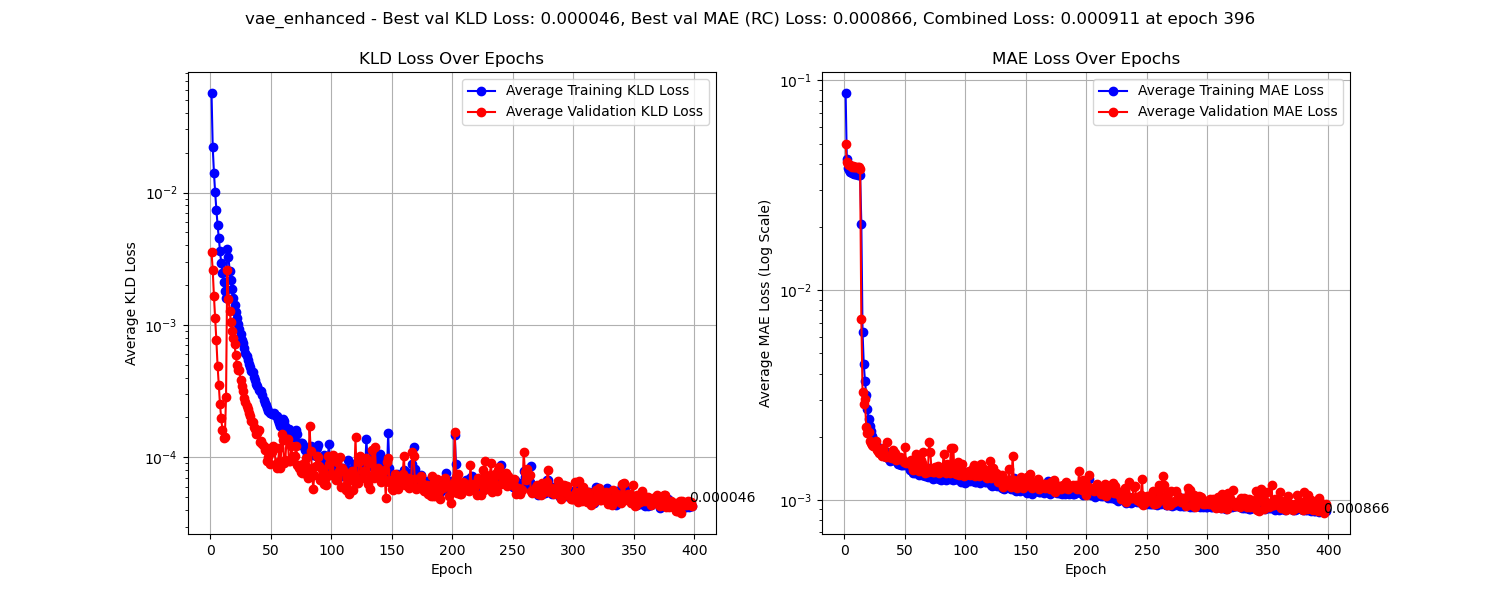 vae_enhanced - Best val KLD Loss: 0.000046, Best val MAE (RC) Loss: 0.000866, Combined Loss: 0.000911 at epoch 396
KLD Loss Over Epochs
Average Training KLD Loss
Average Validation KLD Loss
10⁻²
10⁻³
10⁻⁴
Average KLD Loss
0.000046
0 50 100 150 200 250 300 350 400
Epoch
MAE Loss Over Epochs
Average Training MAE Loss
Average Validation MAE Loss
10⁻¹
10⁻²
10⁻³
Average MAE Loss (Log Scale)
0.000866
0 50 100 150 200 250 300 350 400
Epoch